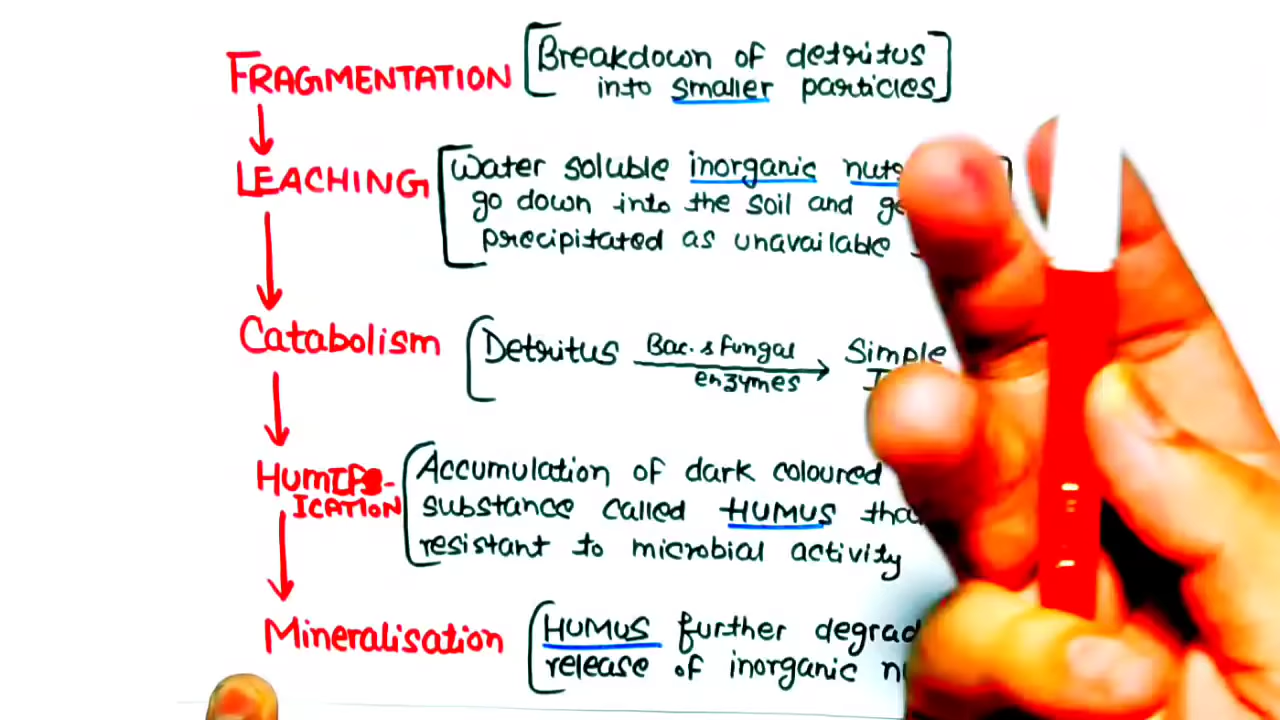 FRAGMENTATION
Breakdown of detritus
into smaller particles
LEACHING
Water soluble inorganic
go down into the soil and
precipitated as unavailable
Catabolism
Detritus Bac. & fungal Simple
enzymes
HUMIF-
ICATION
Accumulation of dark coloured
substance called HUMUS
resistant to microbial activity
Mineralisation
HUMUS further
release of inorganic